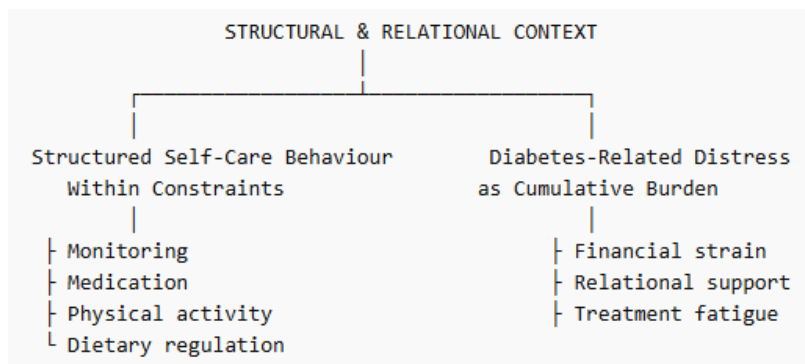 STRUCTURAL & RELATIONAL CONTEXT
Structured Self-Care Behaviour
Within Constraints
Diabetes-Related Distress
as Cumulative Burden
Monitoring
Medication
Physical activity
Dietary regulation
Financial strain
Relational support
Treatment fatigue